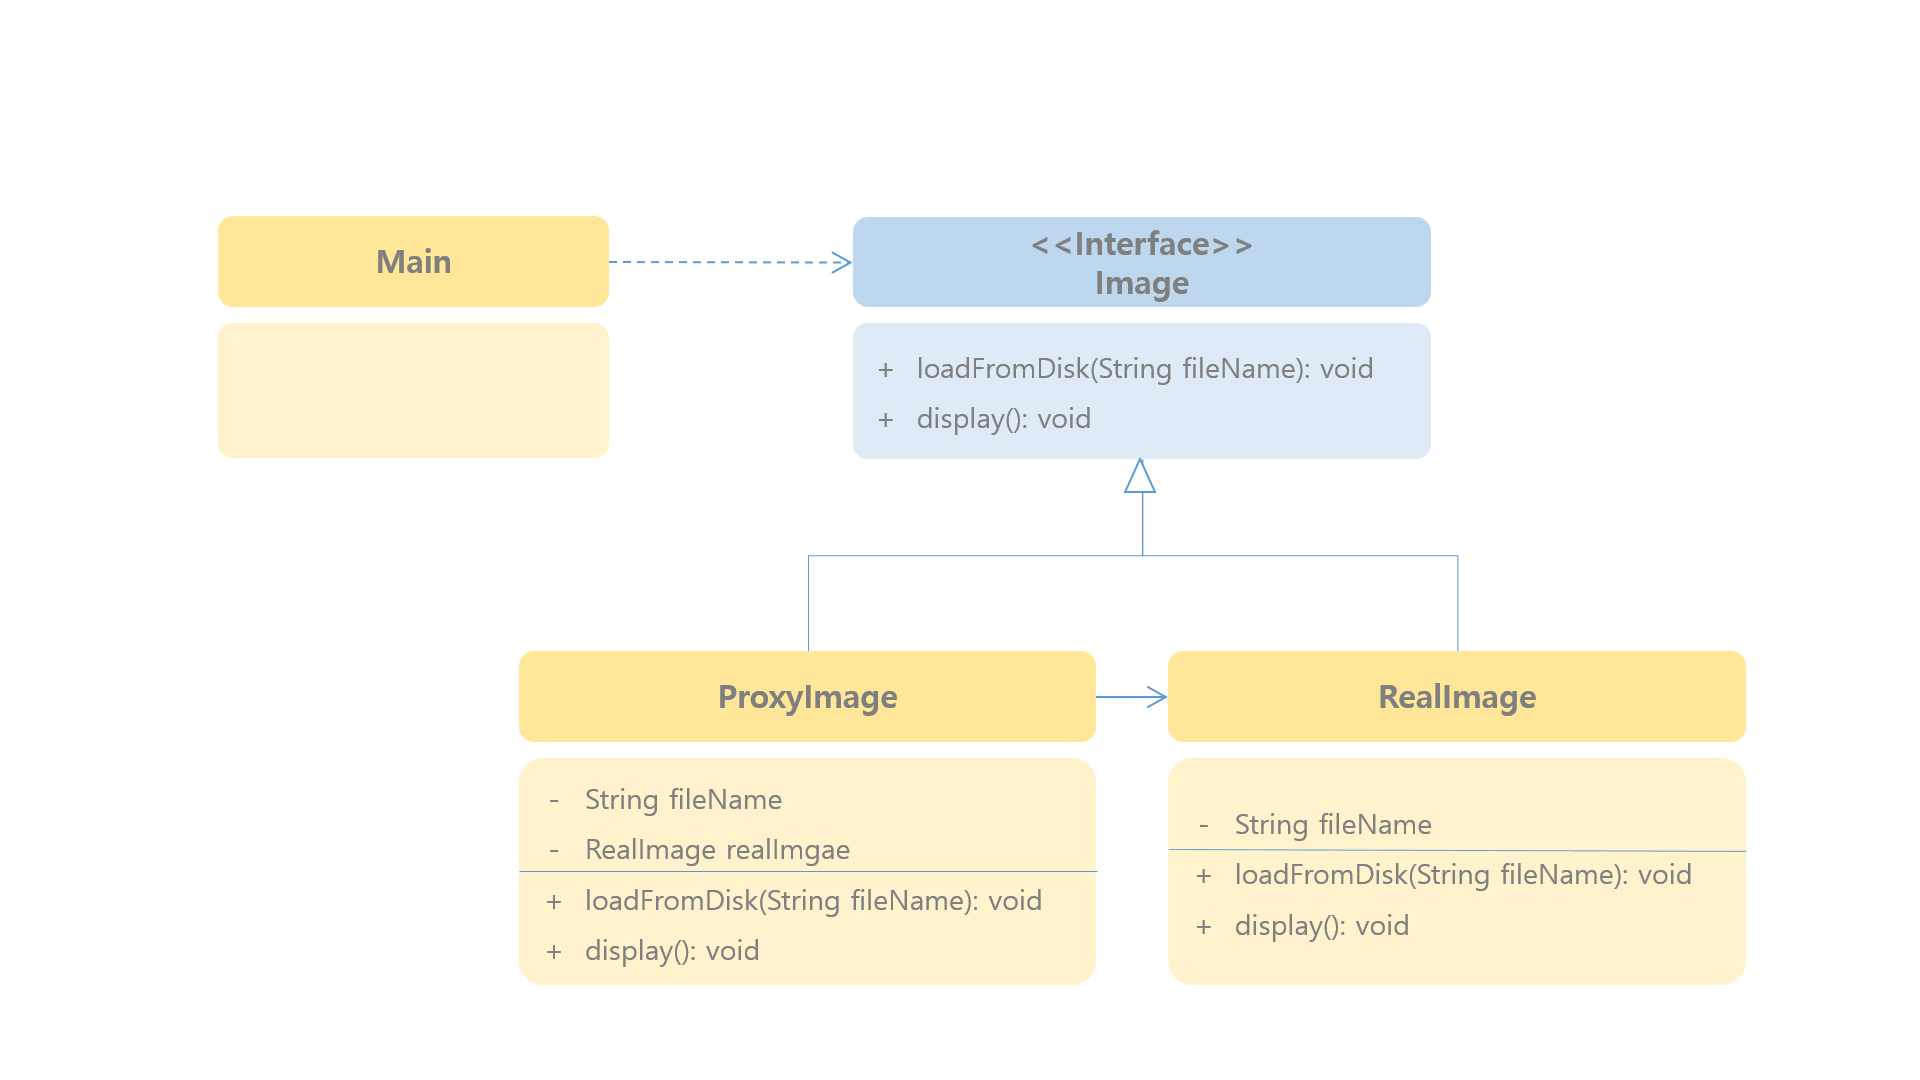 Main
<<Interface>>
Image
+ loadFromDisk(String fileName): void
+ display(): void
ProxyImage
- String fileName
- RealImage realImgae
+ loadFromDisk(String fileName): void
+ display(): void
RealImage
- String fileName
+ loadFromDisk(String fileName): void
+ display(): void